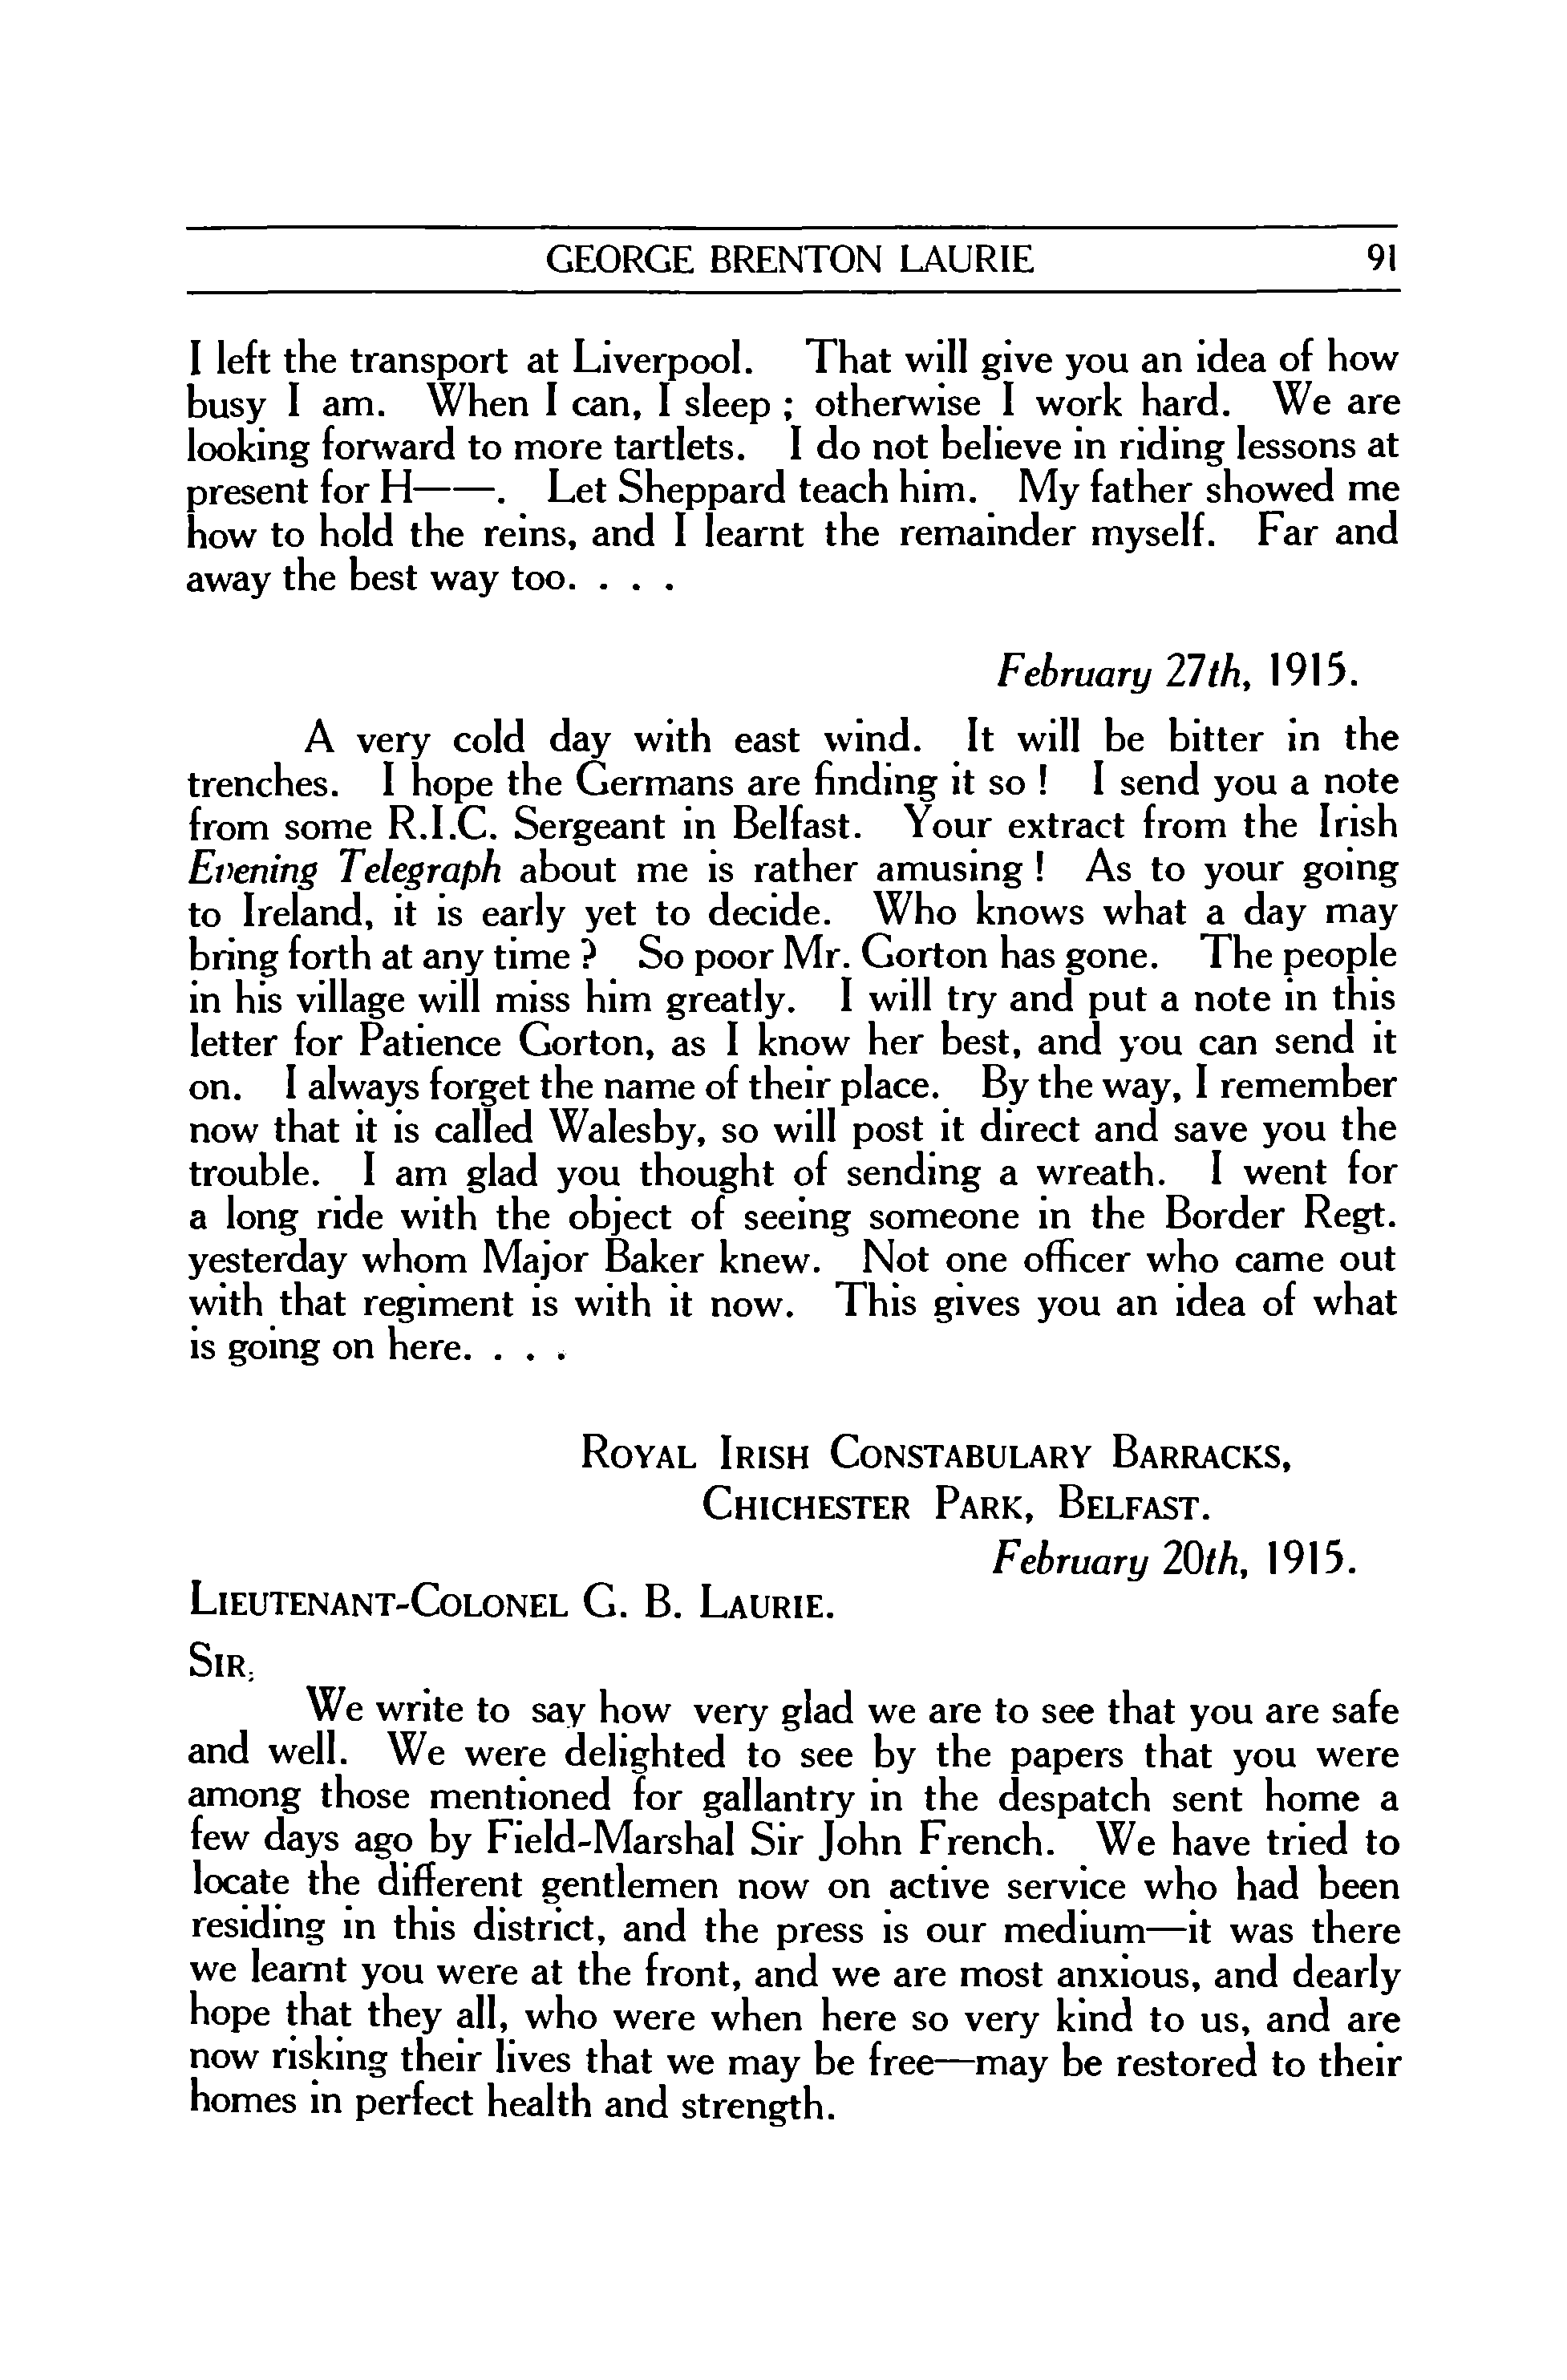 GEORGE BRENTON LAURIE 91
I left the transport at Liverpool. That will give you an idea of how
busy I am. When I can, I sleep ; otherwise I work hard. We are
looking forward to more tartlets. I do not believe in riding lessons at
present for H——. Let Sheppard teach him. My father showed me
how to hold the reins, and I learnt the remainder myself. Far and
away the best way too. . . .
February 27th, 1915.
A very cold day with east wind. It will be bitter in the
trenches. I hope the Germans are finding it so ! I send you a note
from some R.I.C. Sergeant in Belfast. Your extract from the Irish
Evening Telegraph about me is rather amusing ! As to your going
to Ireland, it is early yet to decide. Who knows what a day may
bring forth at any time ? So poor Mr. Gorton has gone. The people
in his village will miss him greatly. I will try and put a note in this
letter for Patience Gorton, as I know her best, and you can send it
on. I always forget the name of their place. By the way, I remember
now that it is called Walesby, so will post it direct and save you the
trouble. I am glad you thought of sending a wreath. I went for
a long ride with the object of seeing someone in the Border Regt.
yesterday whom Major Baker knew. Not one officer who came out
with that regiment is with it now. This gives you an idea of what
is going on here. . . .
ROYAL IRISH CONSTABULARY BARRACKS,
CHICHESTER PARK, BELFAST.
February 20th, 1915.
LIEUTENANT-COLONEL G. B. LAURIE.
SIR,
We write to say how very glad we are to see that you are safe
and well. We were delighted to see by the papers that you were
among those mentioned for gallantry in the despatch sent home a
few days ago by Field-Marshal Sir John French. We have tried to
locate the different gentlemen now on active service who had been
residing in this district, and the press is our medium—it was there
we learnt you were at the front, and we are most anxious, and dearly
hope that they all, who were when here so very kind to us, and are
now risking their lives that we may be free—may be restored to their
homes in perfect health and strength.